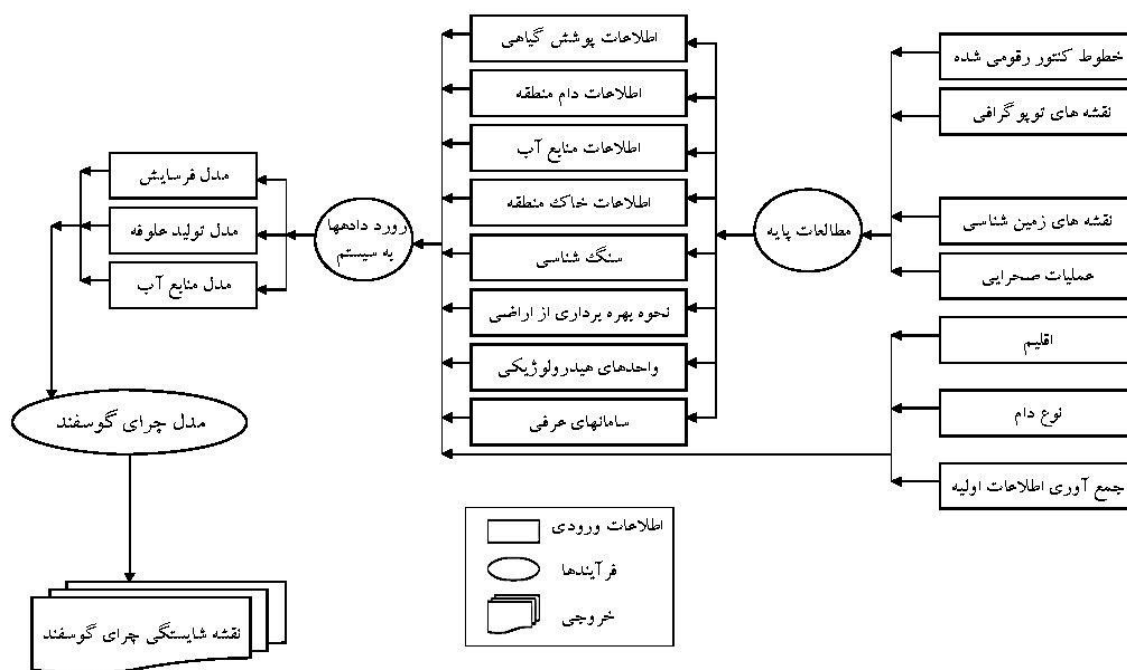 خطوط کنتور رقومی شده
نقشه های توپوگرافی
نقشه های زمین شناسی
عملیات صحرایی
اقلیم
نوع دام
جمع آوری اطلاعات اولیه
مطالعات پایه
اطلاعات پوشش گیاهی
اطلاعات دام منطقه
اطلاعات منابع آب
اطلاعات خاک منطقه
سنگ شناسی
نحوه بهره برداری از اراضی
واحدهای هیدرولوژیکی
سامانهای عرفی
ورود دادهها
به سیستم
مدل فرسایش
مدل تولید علوفه
مدل منابع آب
مدل چرای گوسفند
نقشه شایستگی چرای گوسفند
اطلاعات ورودی
فرآیندها
خروجی